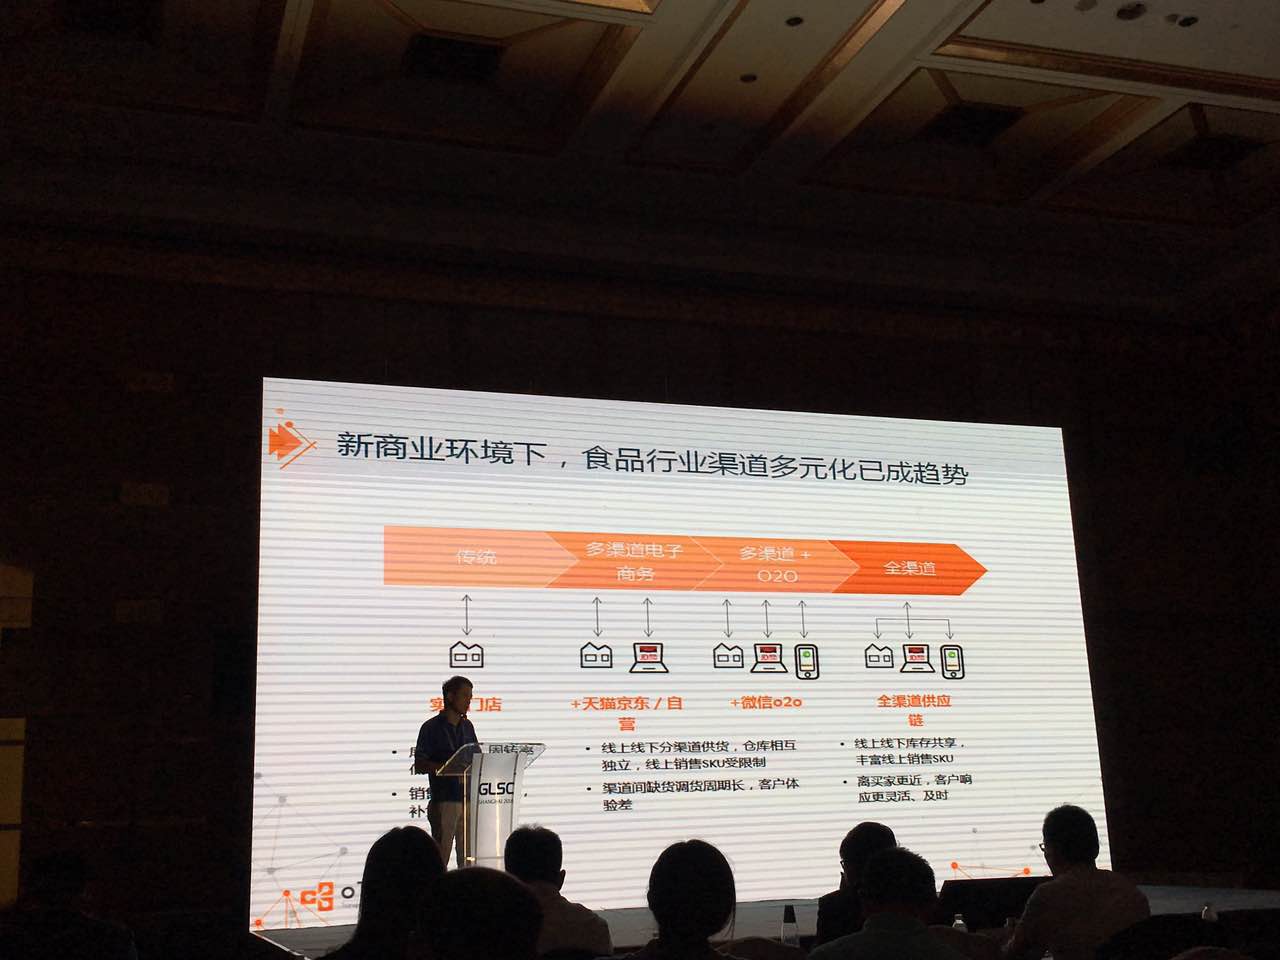 新商业环境下，食品行业渠道多元化已成趋势
传统
多渠道电子
商务
多渠道 +
O2O
全渠道
门店
+天猫京东 / 自
营
+微信o2o
全渠道供应
链
周转率
• 销售
补
• 线上线下分渠道供货，仓库相互
独立，线上销售SKU受限制
• 渠道间缺货调货周期长，客户体
验差
• 线上线下库存共享，
丰富线上销售SKU
• 离买家更近，客户响
应更灵活、及时
GLSC